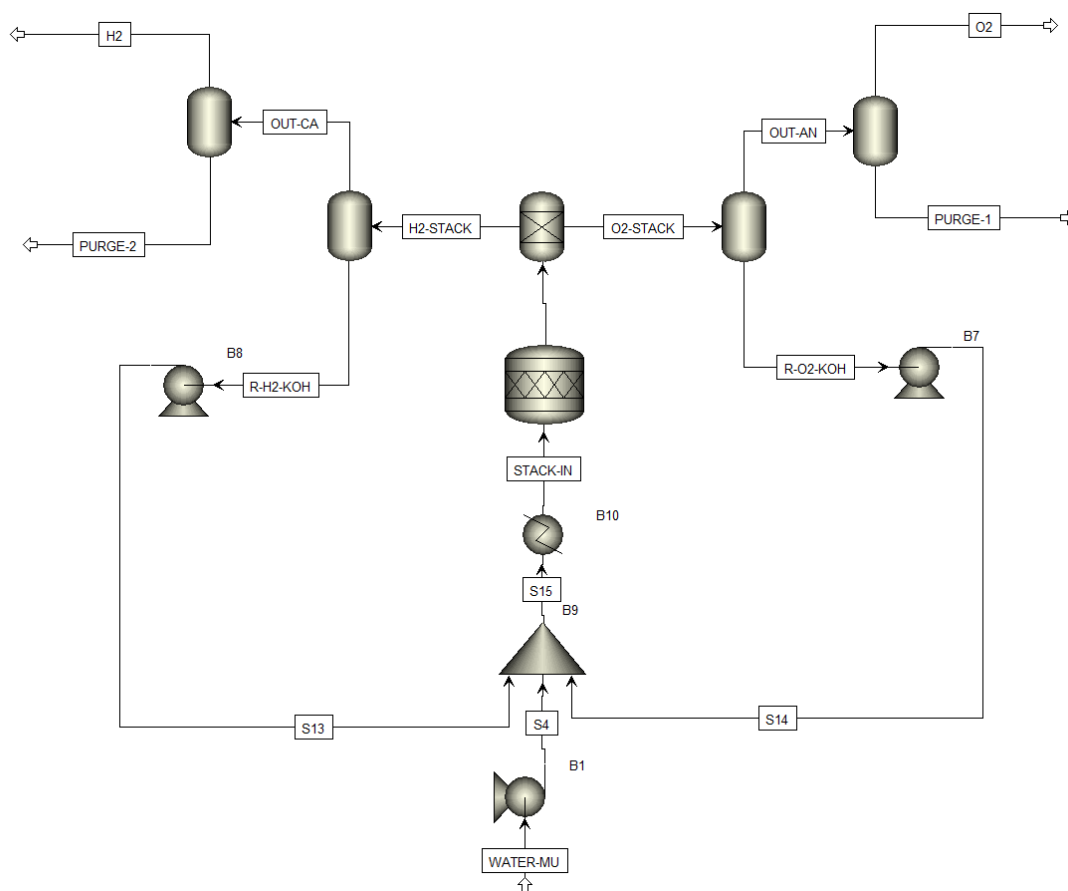 H2
O2
OUT-CA
OUT-AN
PURGE-2
H2-STACK
O2-STACK
PURGE-1
B8
B7
R-H2-KOH
R-O2-KOH
STACK-IN
B10
S15
B9
S13
S4
S14
B1
WATER-MU